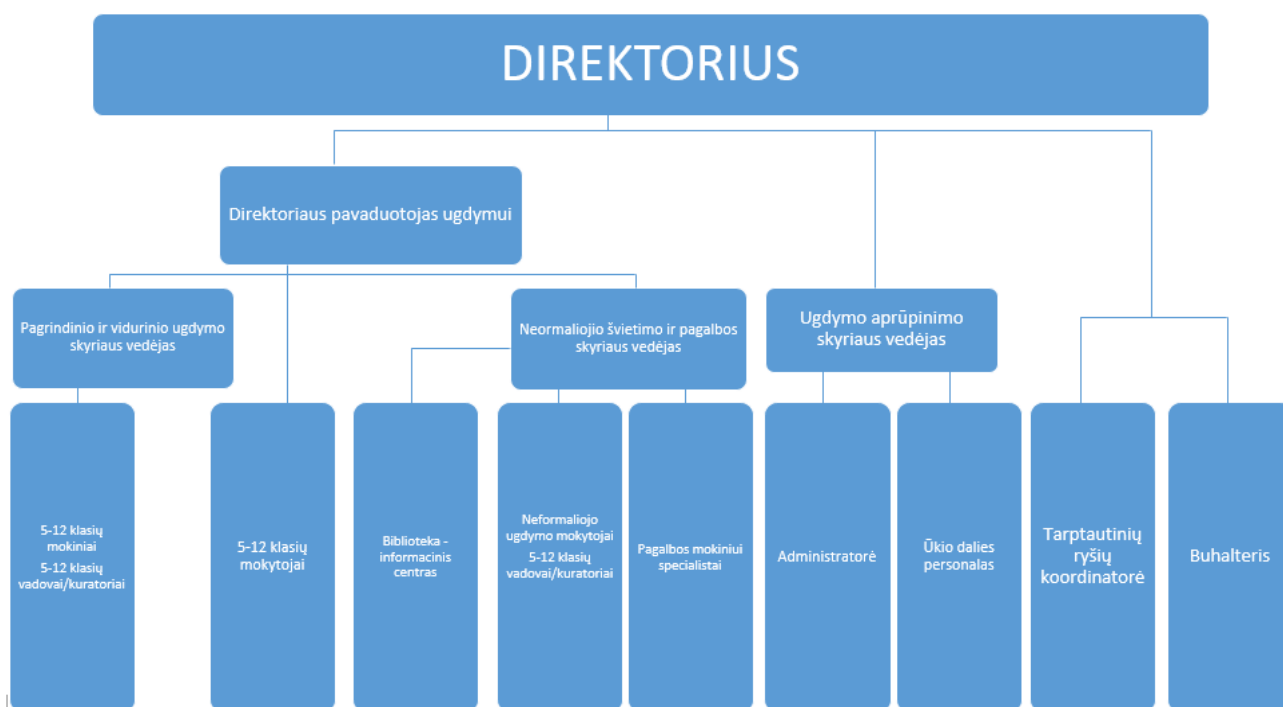 DIREKTORIUS
Direktoriaus pavaduotojas ugdymui
Pagrindinio ir vidurinio ugdymo
skyriaus vedėjas
Neormaliojo švietimo ir pagalbos
skyriaus vedėjas
Ugdymo aprūpinimo
skyriaus vedėjas
5-12 klasių
mokiniai
5-12 klasių
vadovai/kuratoriai
5-12 klasių
mokytojai
Biblioteka -
informacinis
centras
Neformaliojo
ugdymo mokytojai
5-12 klasių
vadovai/kuratoriai
Pagalbos mokiniui
specialistai
Administratorė
Ūkio dalies
personalas
Tarptautinių
ryšių
koordinatorė
Buhalteris